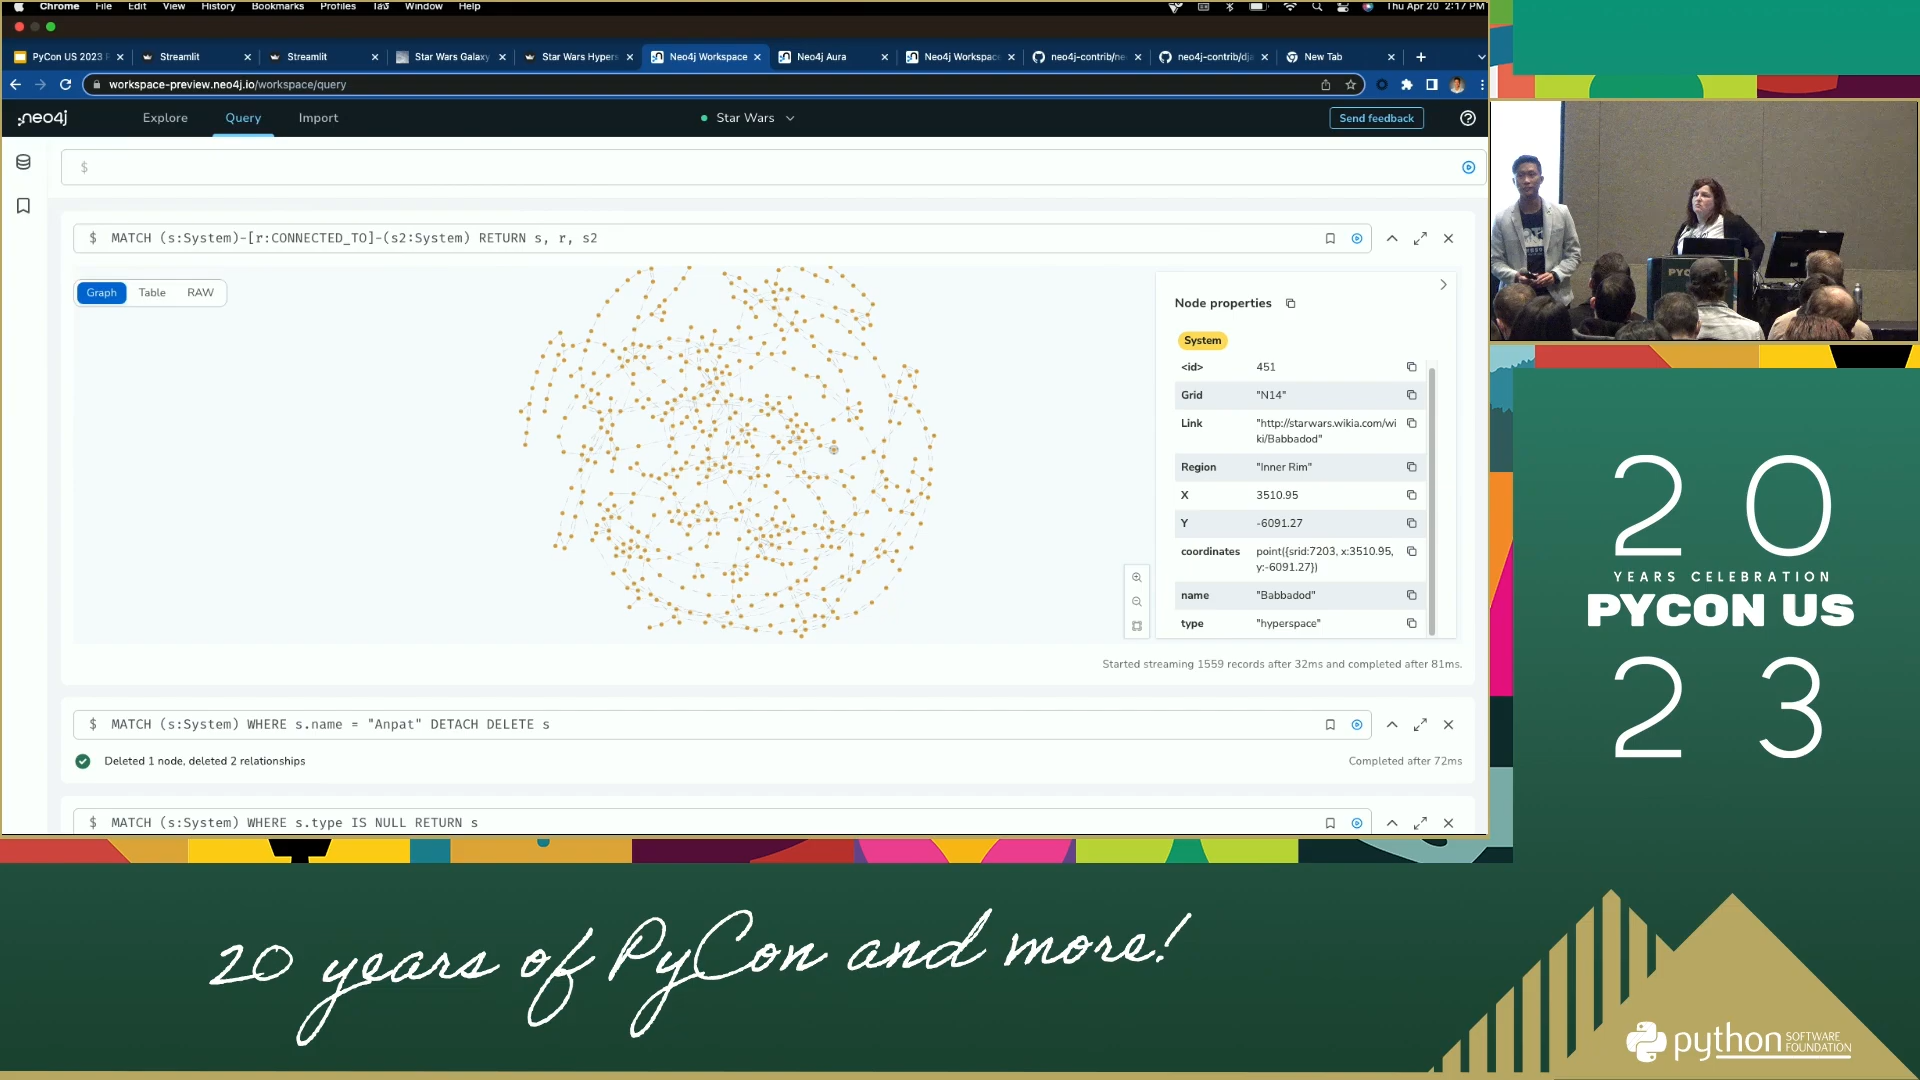 Chrome File Edit View History Bookmarks Profiles Tab Window Help
Thu Apr 20 2:17 PM
PyCon US 2023
Streamlit
Streamlit
Star Wars Galaxy
Star Wars Hypers
Neo4j Workspace
Neo4j Aura
Neo4j Workspace
neo4j-contrib/ne
neo4j-contrib/dja
New Tab
workspace-preview.neo4j.io/workspace/query
neo4j
Explore
Query
Import
Star Wars
Send feedback
$
$ MATCH (s:System)-[r:CONNECTED_TO]-(s2:System) RETURN s, r, s2
Graph Table RAW
Node properties
System
<id> 451
Grid "N14"
Link "http://starwars.wikia.com/wi
ki/Babbadod"
Region "Inner Rim"
X 3510.95
Y -6091.27
coordinates point({srid:7203, x:3510.95,
y:-6091.27})
name "Babbadod"
type "hyperspace"
Started streaming 1559 records after 32ms and completed after 81ms.
$ MATCH (s:System) WHERE s.name = "Anpat" DETACH DELETE s
Deleted 1 node, deleted 2 relationships
Completed after 72ms
$ MATCH (s:System) WHERE s.type IS NULL RETURN s
20
YEARS CELEBRATION
PYCON US
23
20 years of PyCon and more!
python SOFTWARE
FOUNDATION